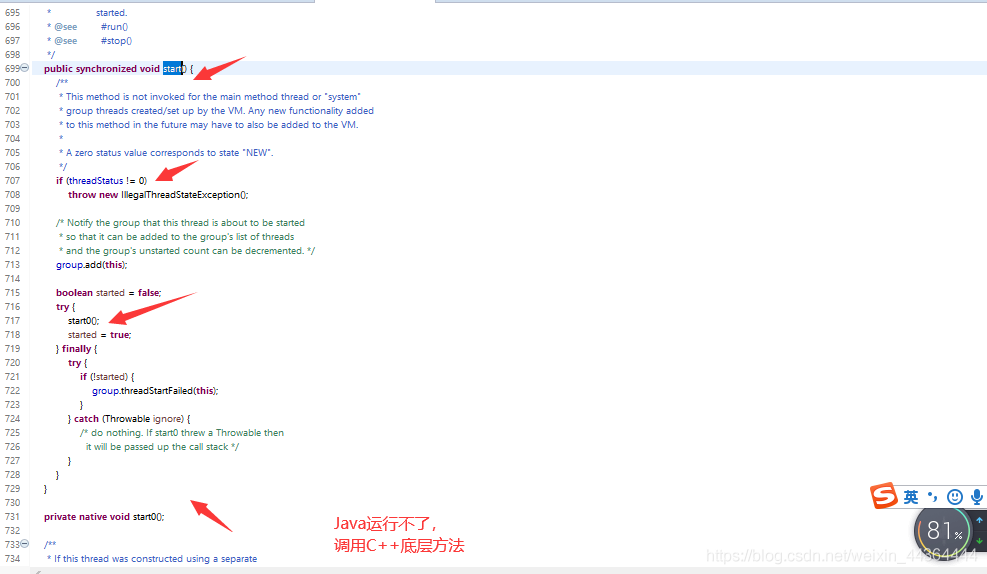 695 * started.
696 * @see #run()
697 * @see #stop()
698 */
699 public synchronized void start() {
700 /**
701 * This method is not invoked for the main method thread or "system"
702 * group threads created/set up by the VM. Any new functionality added
703 * to this method in the future may have to also be added to the VM.
704 *
705 * A zero status value corresponds to state "NEW".
706 */
707 if (threadStatus != 0)
708 throw new IllegalThreadStateException();
709
710 /* Notify the group that this thread is about to be started
711 * so that it can be added to the group's list of threads
712 * and the group's unstarted count can be decremented. */
713 group.add(this);
714
715 boolean started = false;
716 try {
717 start0();
718 started = true;
719 } finally {
720 try {
721 if (!started) {
722 group.threadStartFailed(this);
723 }
724 } catch (Throwable ignore) {
725 /* do nothing. If start0 threw a Throwable then
726 it will be passed up the call stack */
727 }
728 }
729 }
730
731 private native void start0();
732
733 /**
734 * If this thread was constructed using a separate
Java运行不了，
调用C++底层方法
S 英
81%
https://blog.csdn.net/weixin_44364444